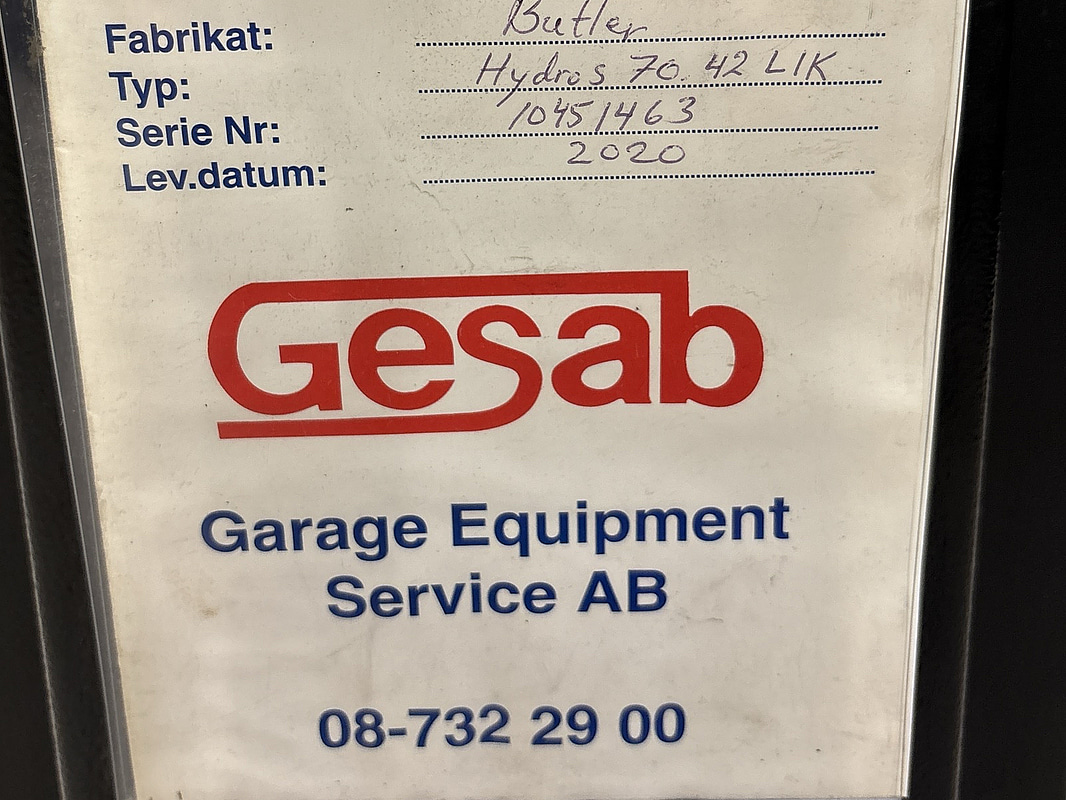 Fabrikat: Butler
Typ: Hydros 70.42 LIK
Serie Nr: 10451463
Lev.datum: 2020
Gesab
Garage Equipment
Service AB
08-732 29 00